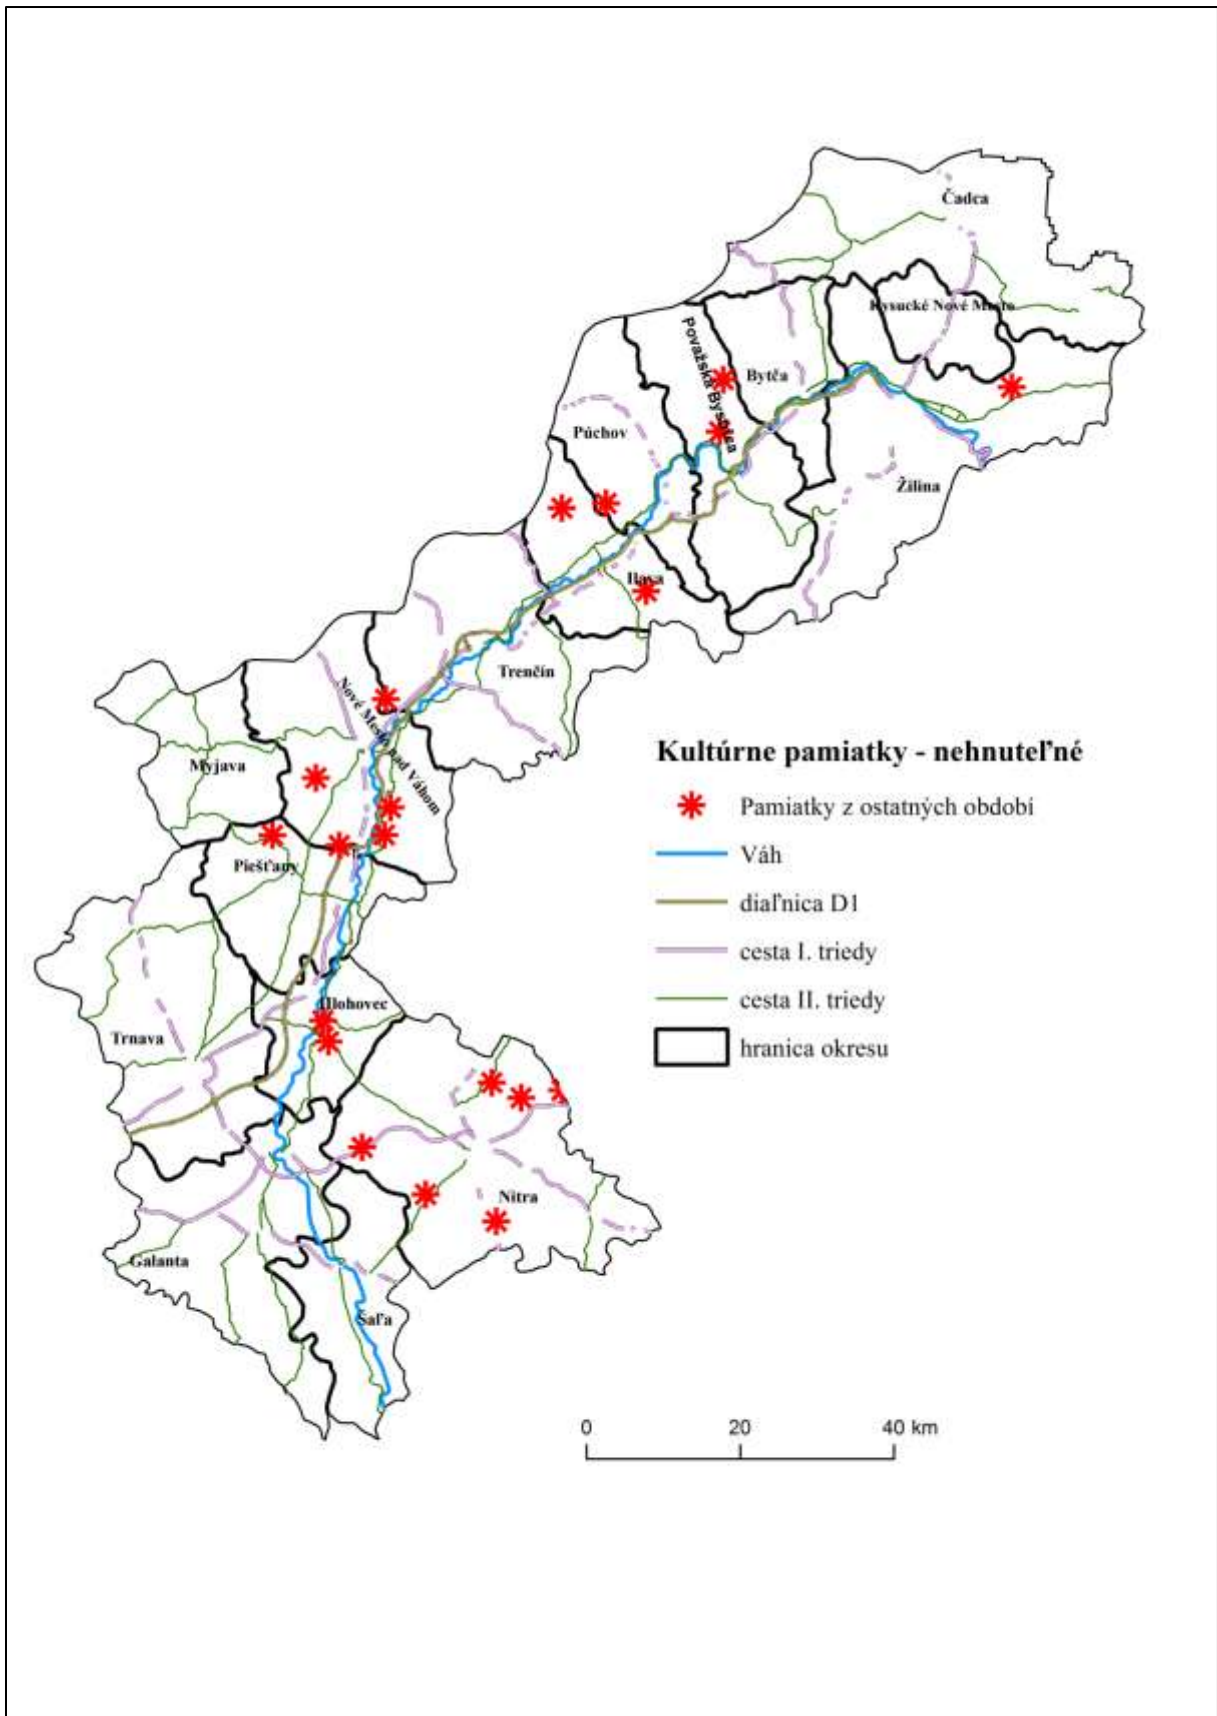 Čadca
Kysucké Nové Mesto
Považská Bystrica
Bytča
Púchov
Žilina
Ilava
Trenčín
Nové Mesto nad Váhom
Myjava
Piešťany
Hlohovec
Trnava
Nitra
Galanta
Šaľa
Kultúrne pamiatky - nehnuteľné
Pamiatky z ostatných období
Váh
diaľnica D1
cesta I. triedy
cesta II. triedy
hranica okresu
0 20 40 km